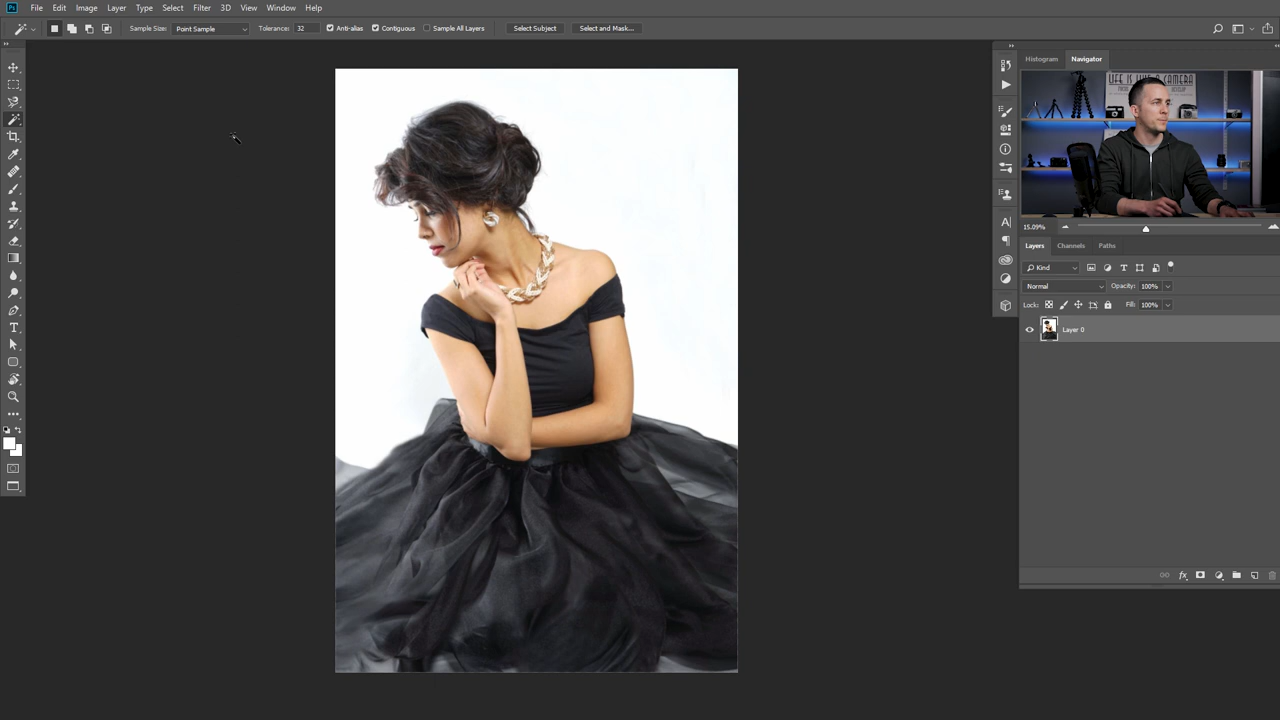 Ps File Edit Image Layer Type Select Filter 3D View Window Help
Sample Size: Point Sample Tolerance: 32 Anti-alias Contiguous Sample All Layers Select Subject Select and Mask...
Histogram Navigator
LIFE IS LIKE A CAMERA
15.09%
Layers Channels Paths
Kind
Normal Opacity: 100%
Lock: Fill: 100%
Layer 0